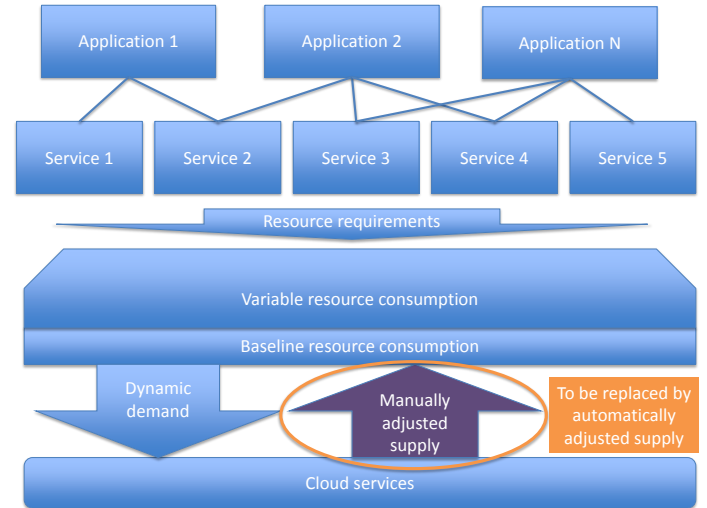 Application 1
Application 2
Application N
Service 1
Service 2
Service 3
Service 4
Service 5
Resource requirements
Variable resource consumption
Baseline resource consumption
Dynamic
demand
Manually
adjusted
supply
To be replaced by
automatically
adjusted supply
Cloud services